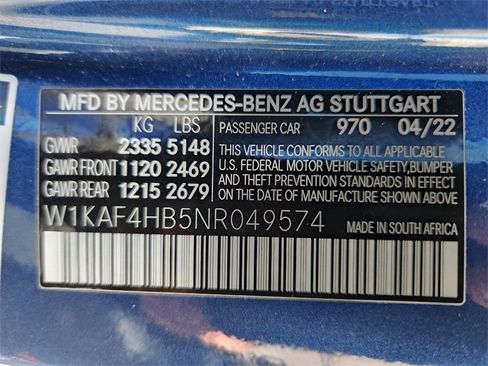 MFD BY MERCEDES-BENZ AG STUTTGART
KG LBS
GVWR 2335 5148
GAWR FRONT 1120 2469
GAWR REAR 1215 2679
PASSENGER CAR 970 04/22
THIS VEHICLE CONFORMS TO ALL APPLICABLE
U.S. FEDERAL MOTOR VEHICLE SAFETY, BUMPER
AND THEFT PREVENTION STANDARDS IN EFFECT
ON THE DATE OF MANUFACTURE SHOWN ABOVE.
W1KAF4HB5NR049574
MADE IN SOUTH AFRICA